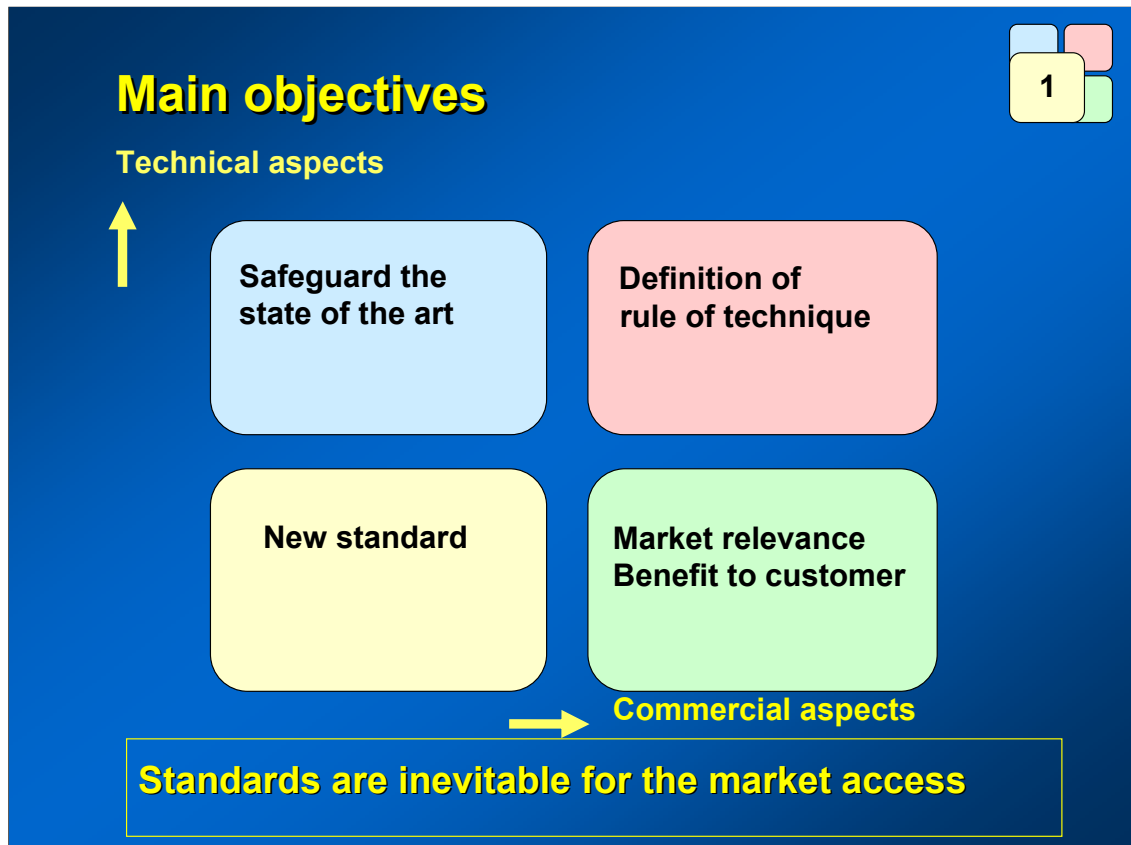 Main objectives
1
Technical aspects
Safeguard the
state of the art
Definition of
rule of technique
New standard
Market relevance
Benefit to customer
Commercial aspects
Standards are inevitable for the market access